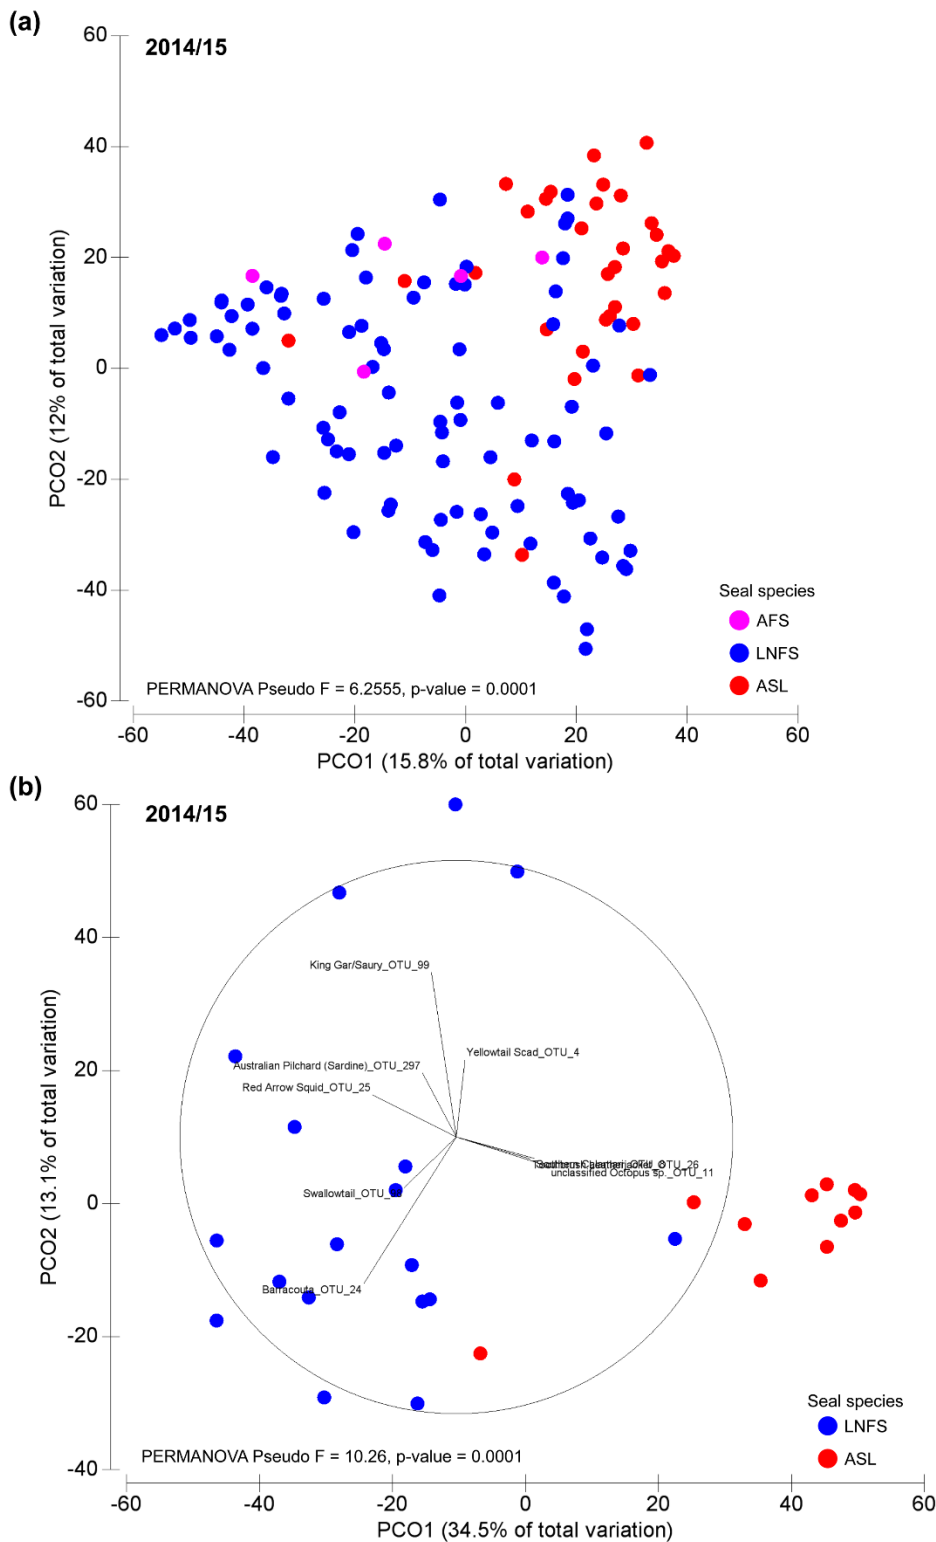 (a)
2014/15
60
40
20
0
-20
-40
-60
PCO2 (12% of total variation)
Seal species
AFS
LNFS
ASL
PERMANOVA Pseudo F = 6.2555, p-value = 0.0001
-60 -40 -20 0 20 40 60
PCO1 (15.8% of total variation)
(b)
2014/15
60
40
20
0
-20
-40
PCO2 (13.1% of total variation)
King Gar/Saury_OTU_99
Yellowtail Scad_OTU_4
Australian Pilchard (Sardine)_OTU_297
Red Arrow Squid_OTU_25
OTU_26
unclassified Octopus sp._OTU_11
Swallowtail_OTU
Barracouta_OTU_24
Seal species
LNFS
ASL
PERMANOVA Pseudo F = 10.26, p-value = 0.0001
-60 -40 -20 0 20 40 60
PCO1 (34.5% of total variation)